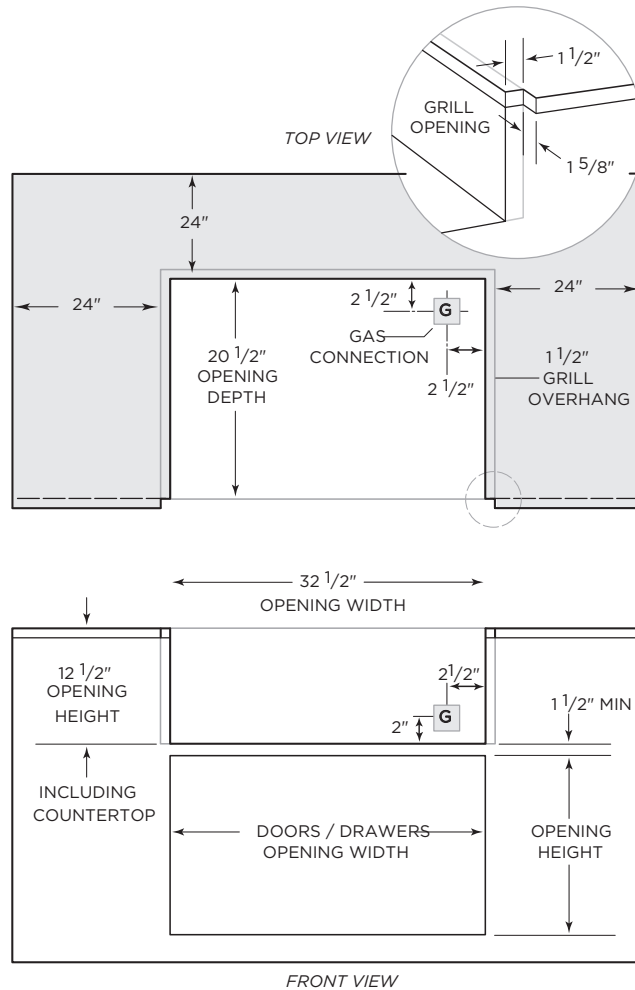 1 1/2"
GRILL
OPENING
1 5/8"
TOP VIEW
24"
24"
2 1/2"
G
24"
GAS
CONNECTION
20 1/2"
OPENING
DEPTH
2 1/2"
1 1/2"
GRILL
OVERHANG
32 1/2"
OPENING WIDTH
12 1/2"
OPENING
HEIGHT
2 1/2"
G
2"
1 1/2" MIN
INCLUDING
COUNTERTOP
DOORS / DRAWERS
OPENING WIDTH
OPENING
HEIGHT
FRONT VIEW